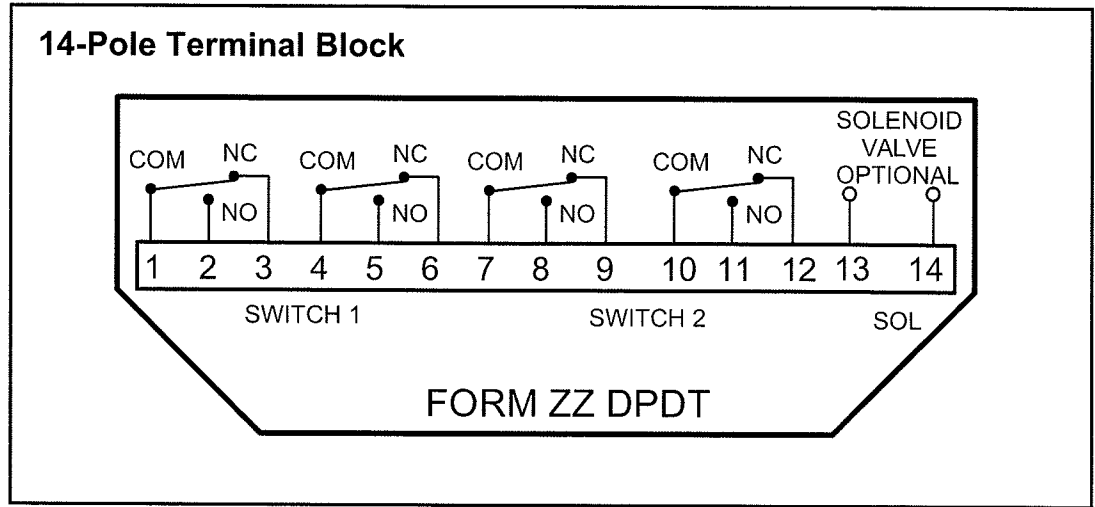 14-Pole Terminal Block
SOLENOID
VALVE
OPTIONAL
COM NC COM NC COM NC COM NC
NO NO NO NO
1 2 3 4 5 6 7 8 9 10 11 12 13 14
SWITCH 1 SWITCH 2 SOL
FORM ZZ DPDT